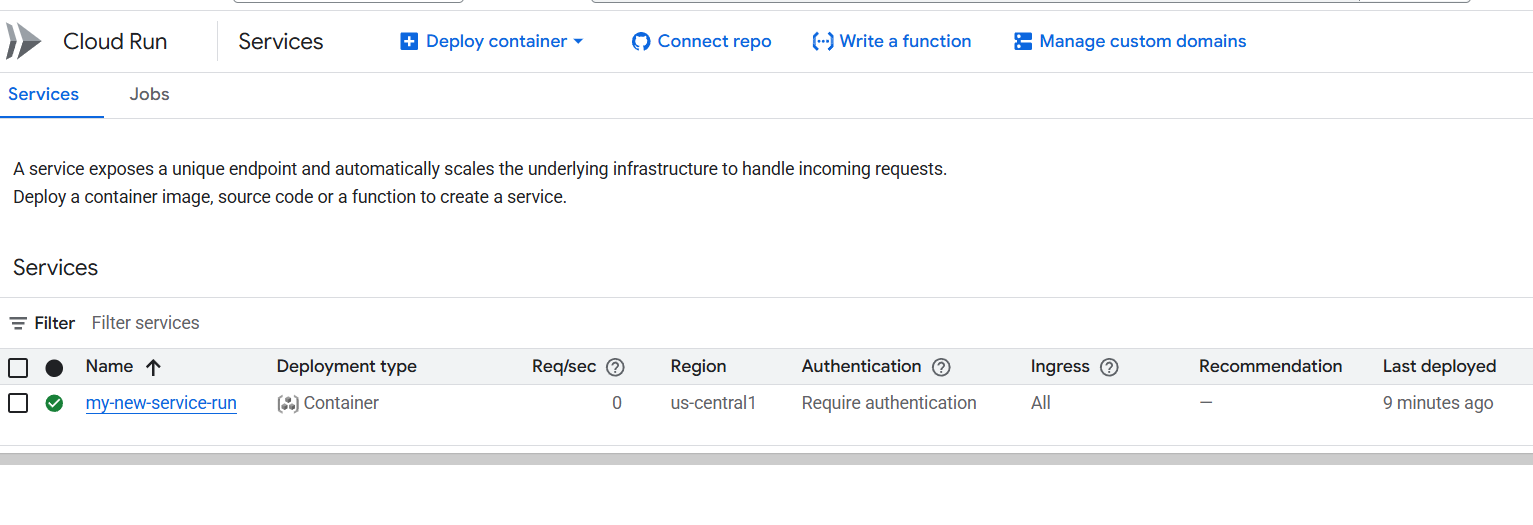 Cloud Run Services Deploy container Connect repo Write a function Manage custom domains
Services Jobs
A service exposes a unique endpoint and automatically scales the underlying infrastructure to handle incoming requests.
Deploy a container image, source code or a function to create a service.
Services
Filter Filter services
Name Deployment type Req/sec ? Region Authentication ? Ingress ? Recommendation Last deployed
my-new-service-run Container 0 us-central1 Require authentication All — 9 minutes ago